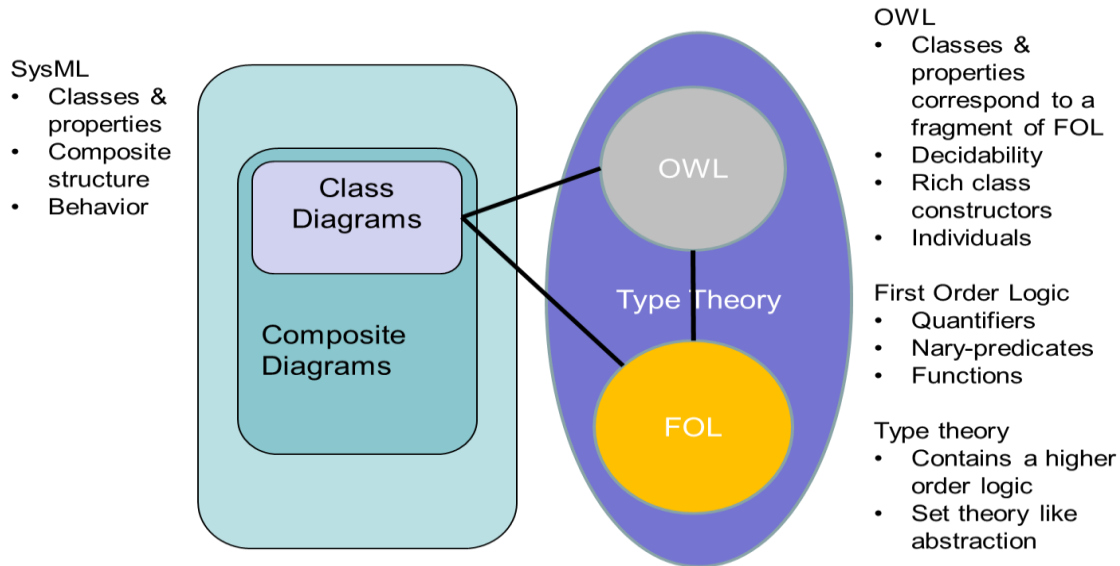 SysML
• Classes &
properties
• Composite
structure
• Behavior
Class
Diagrams
Composite
Diagrams
OWL
Type Theory
FOL
OWL
• Classes &
properties
correspond to a
fragment of FOL
• Decidability
• Rich class
constructors
• Individuals
First Order Logic
• Quantifiers
• Nary-predicates
• Functions
Type theory
• Contains a higher
order logic
• Set theory like
abstraction